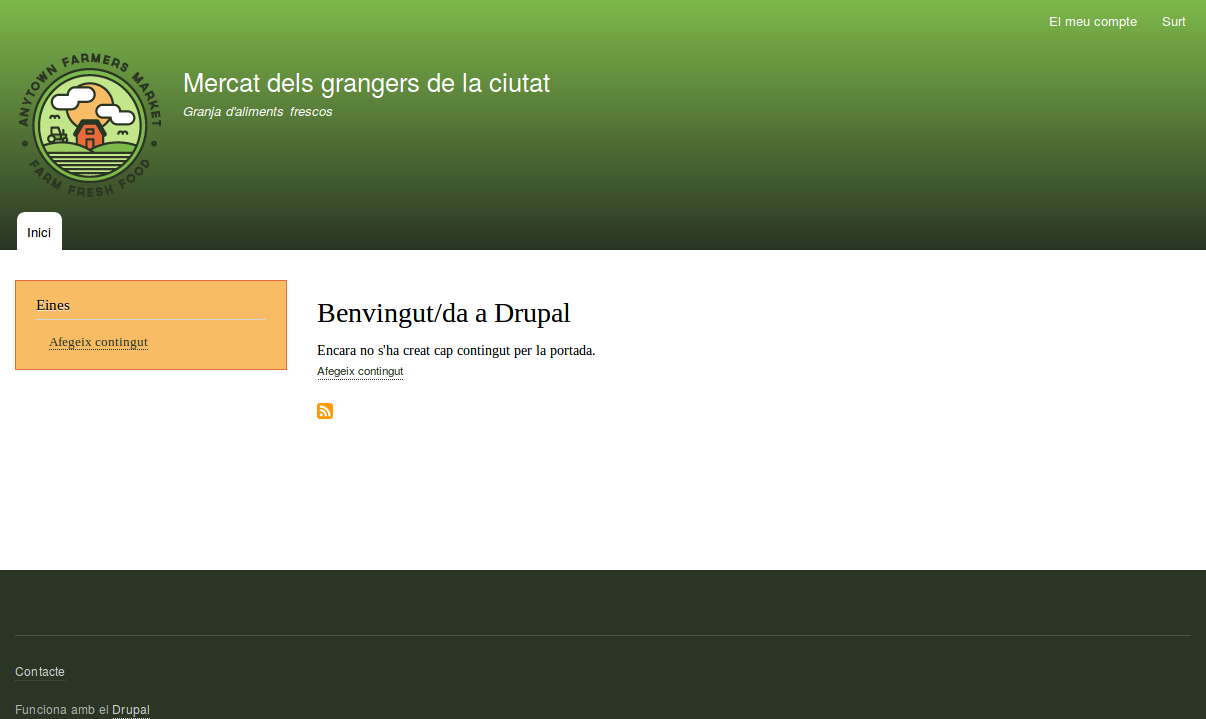 El meu compte Surt
ANYTOWN FARMERS MARKET
FARM FRESH FOOD
Mercat dels grangers de la ciutat
Granja d'aliments frescos
Inici
Eines
Afegeix contingut
Benvingut/da a Drupal
Encara no s'ha creat cap contingut per la portada.
Afegeix contingut
Contacte
Funciona amb el Drupal